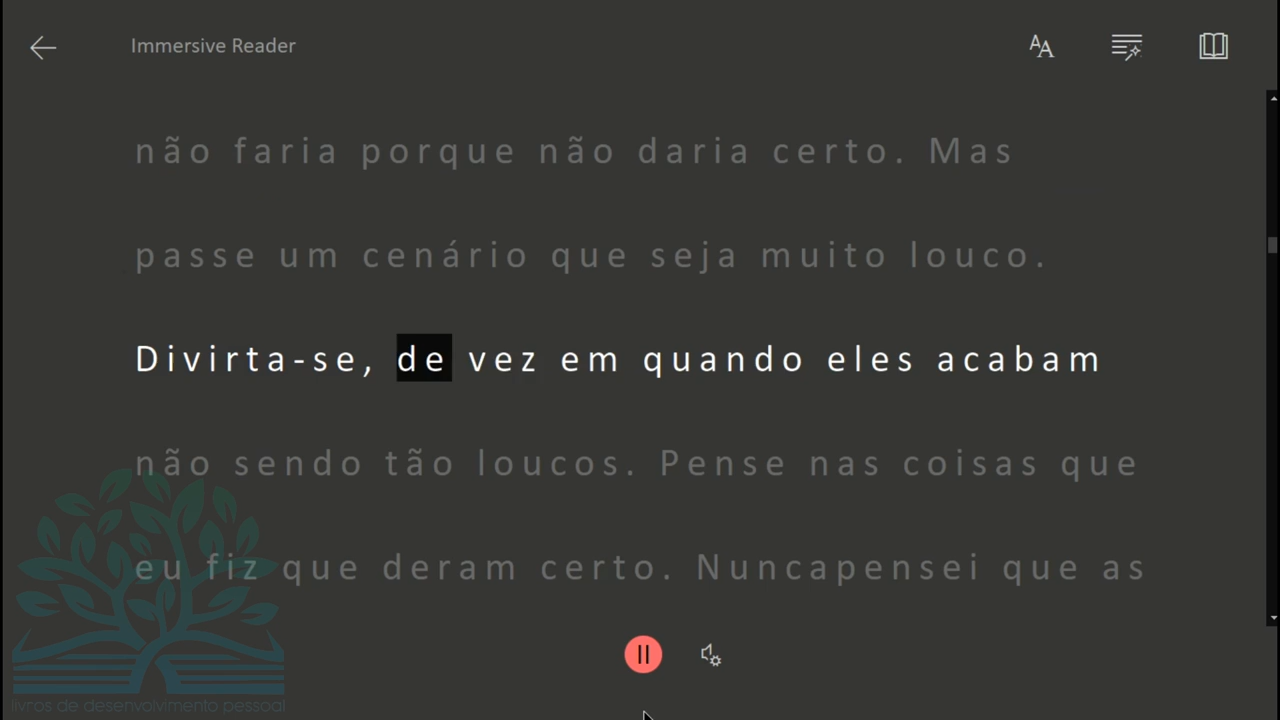 Immersive Reader
não faria porque não daria certo. Mas
passe um cenário que seja muito louco.
Divirta-se, de vez em quando eles acabam
não sendo tão loucos. Pense nas coisas que
eu fiz que deram certo. Nuncapensei que as
livros de desenvolvimento pessoal